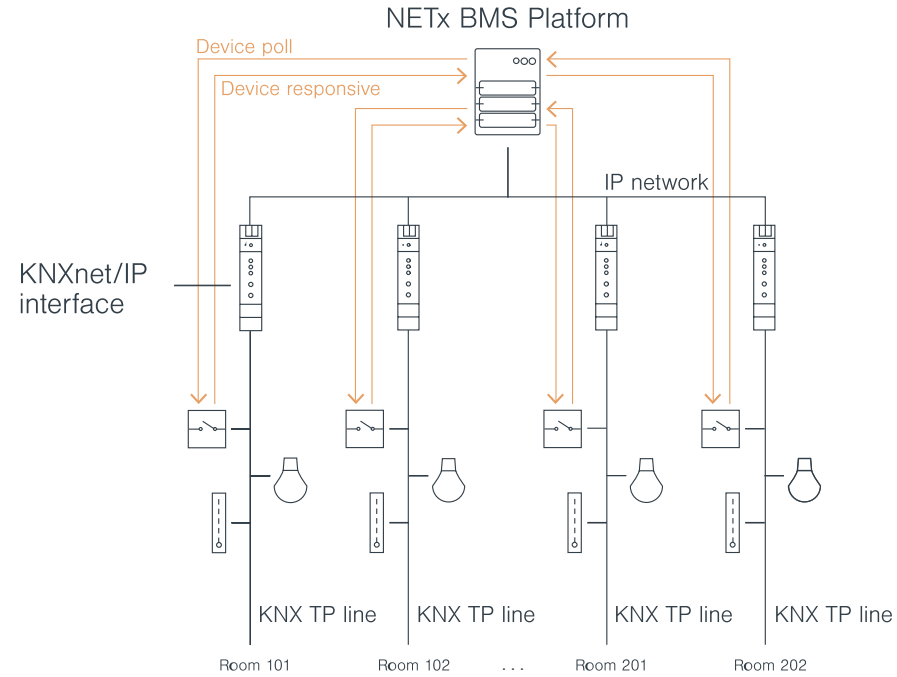 NETx BMS Platform
Device poll
Device responsive
IP network
KNXnet/IP
interface
KNX TP line
KNX TP line
KNX TP line
KNX TP line
Room 101
Room 102
...
Room 201
Room 202